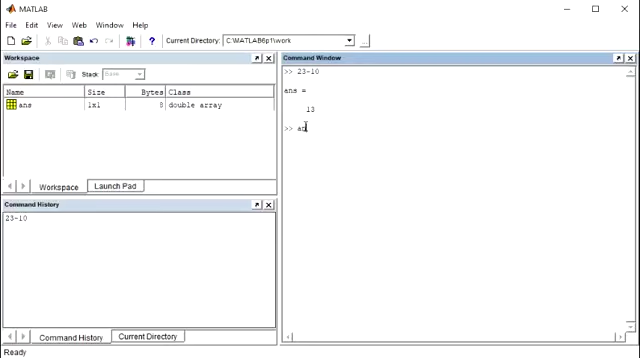 MATLAB
File Edit View Web Window Help
Current Directory: C:\MATLAB6p1\work
Workspace
Stack: Base
Name Size Bytes Class
ans 1x1 8 double array
Workspace Launch Pad
Command History
23-10
Command History Current Directory
Command Window
>> 23-10
ans =
13
>> an
Ready